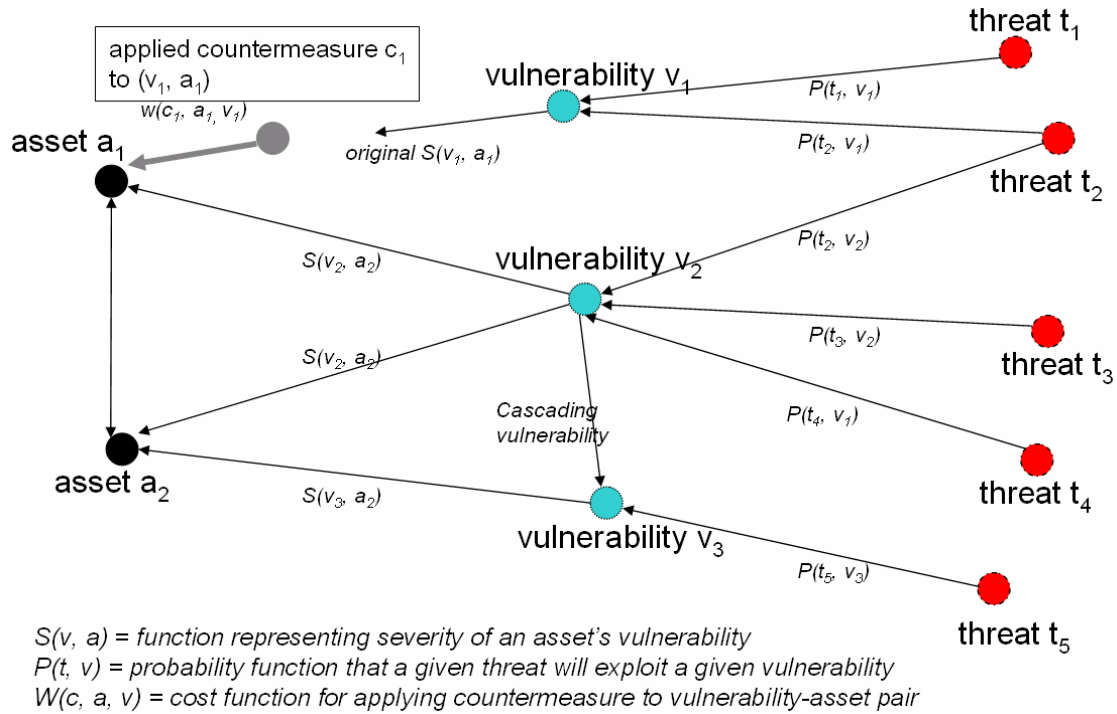 threat t₁
applied countermeasure c₁
to (v₁, a₁)
vulnerability v₁
P(t₁, v₁)
w(c₁, a₁, v₁)
asset a₁
original S(v₁, a₁)
P(t₂, v₁)
threat t₂
P(t₂, v₂)
S(v₂, a₂)
vulnerability v₂
P(t₃, v₂)
S(v₂, a₂)
threat t₃
Cascading
vulnerability
P(t₄, v₁)
asset a₂
S(v₃, a₂)
threat t₄
vulnerability v₃
P(t₅, v₃)
threat t₅
S(v, a) = function representing severity of an asset's vulnerability
P(t, v) = probability function that a given threat will exploit a given vulnerability
W(c, a, v) = cost function for applying countermeasure to vulnerability-asset pair